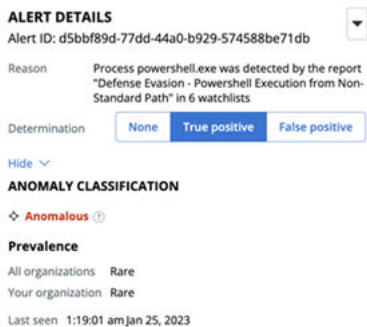 ALERT DETAILS
Alert ID: d5bbf89d-77dd-44a0-b929-574588be71db
Reason Process powershell.exe was detected by the report
"Defense Evasion - Powershell Execution from Non-
Standard Path" in 6 watchlists
Determination None True positive False positive
Hide
ANOMALY CLASSIFICATION
Anomalous
Prevalence
All organizations Rare
Your organization Rare
Last seen 1:19:01 am Jan 25, 2023